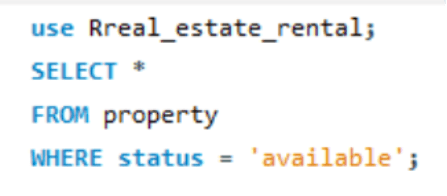 use Rreal_estate_rental;
SELECT *
FROM property
WHERE status = 'available';